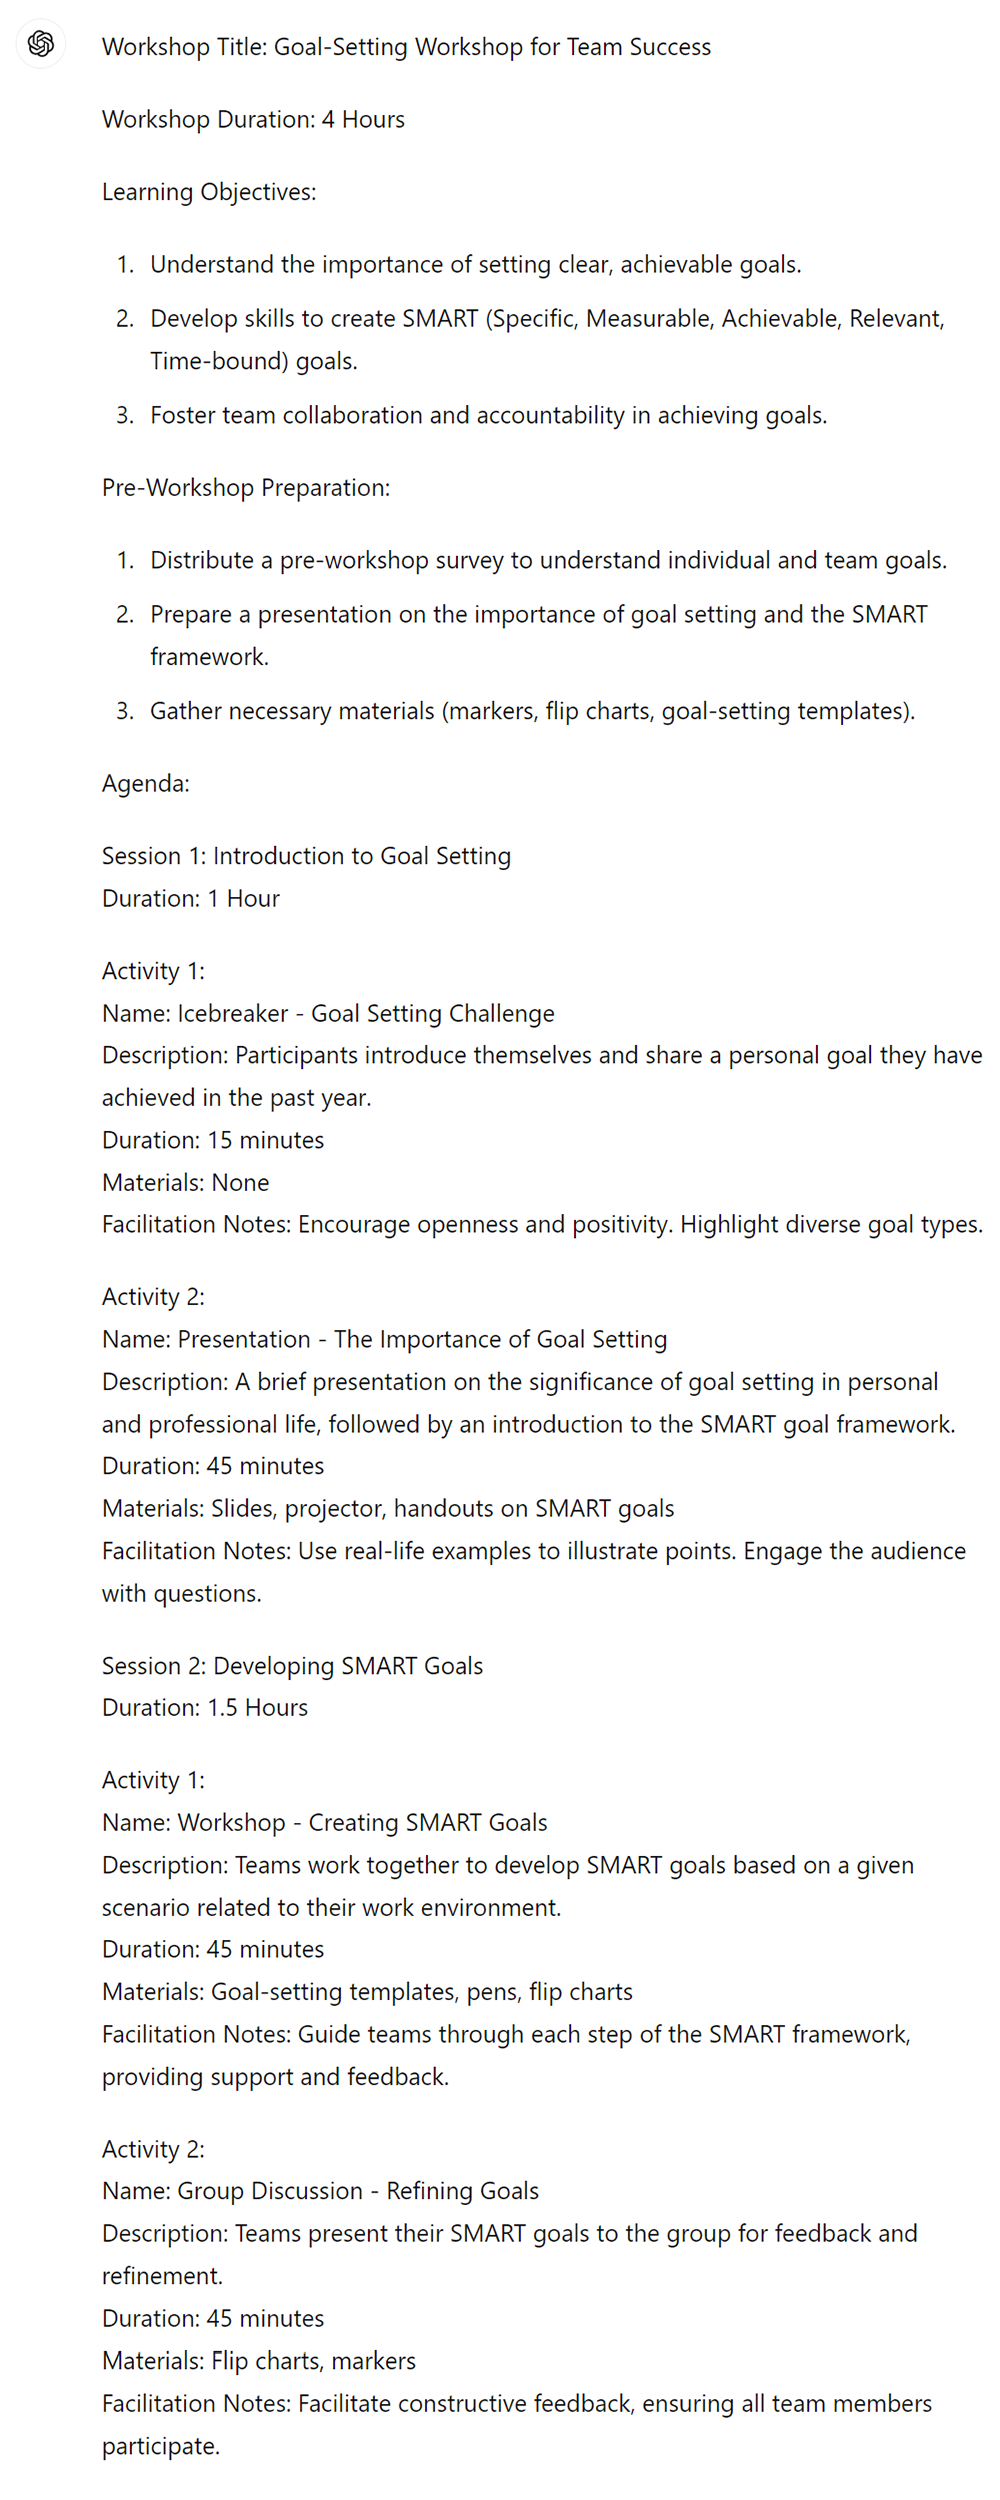 Workshop Title: Goal-Setting Workshop for Team Success
Workshop Duration: 4 Hours
Learning Objectives:
1. Understand the importance of setting clear, achievable goals.
2. Develop skills to create SMART (Specific, Measurable, Achievable, Relevant,
Time-bound) goals.
3. Foster team collaboration and accountability in achieving goals.
Pre-Workshop Preparation:
1. Distribute a pre-workshop survey to understand individual and team goals.
2. Prepare a presentation on the importance of goal setting and the SMART
framework.
3. Gather necessary materials (markers, flip charts, goal-setting templates).
Agenda:
Session 1: Introduction to Goal Setting
Duration: 1 Hour
Activity 1:
Name: Icebreaker - Goal Setting Challenge
Description: Participants introduce themselves and share a personal goal they have
achieved in the past year.
Duration: 15 minutes
Materials: None
Facilitation Notes: Encourage openness and positivity. Highlight diverse goal types.
Activity 2:
Name: Presentation - The Importance of Goal Setting
Description: A brief presentation on the significance of goal setting in personal
and professional life, followed by an introduction to the SMART goal framework.
Duration: 45 minutes
Materials: Slides, projector, handouts on SMART goals
Facilitation Notes: Use real-life examples to illustrate points. Engage the audience
with questions.
Session 2: Developing SMART Goals
Duration: 1.5 Hours
Activity 1:
Name: Workshop - Creating SMART Goals
Description: Teams work together to develop SMART goals based on a given
scenario related to their work environment.
Duration: 45 minutes
Materials: Goal-setting templates, pens, flip charts
Facilitation Notes: Guide teams through each step of the SMART framework,
providing support and feedback.
Activity 2:
Name: Group Discussion - Refining Goals
Description: Teams present their SMART goals to the group for feedback and
refinement.
Duration: 45 minutes
Materials: Flip charts, markers
Facilitation Notes: Facilitate constructive feedback, ensuring all team members
participate.